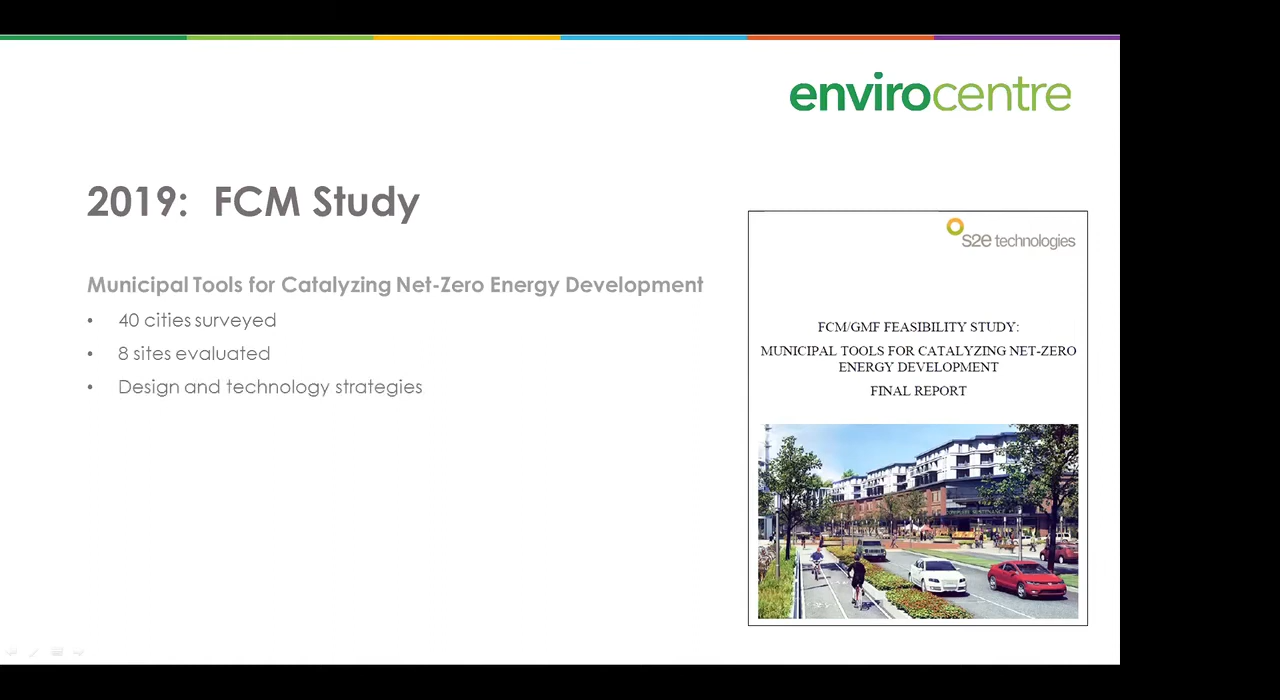 envirocentre
2019: FCM Study
Municipal Tools for Catalyzing Net-Zero Energy Development
• 40 cities surveyed
• 8 sites evaluated
• Design and technology strategies
s2e technologies
FCM/GMF FEASIBILITY STUDY:
MUNICIPAL TOOLS FOR CATALYZING NET-ZERO
ENERGY DEVELOPMENT
FINAL REPORT